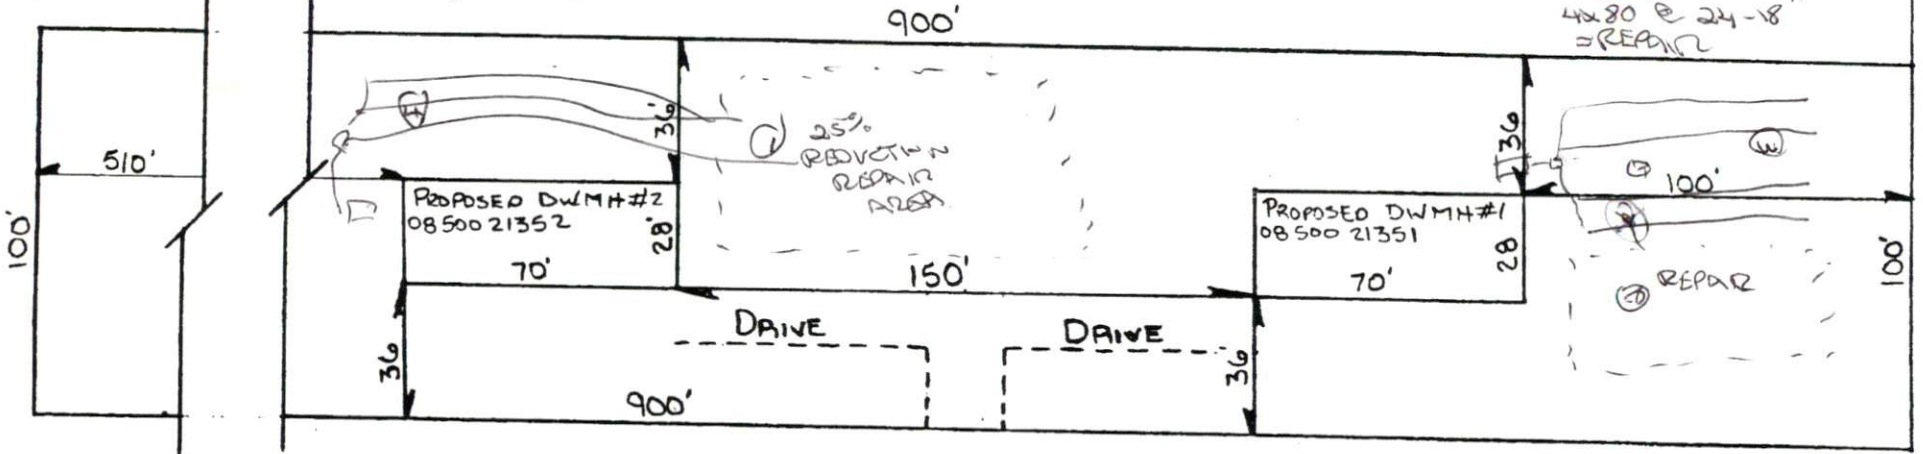 900'
4x80 @ 24-18"
=REPAIR
36'
25%
REDUCTION
REPAIR
AREA
36
510'
100'
PROPOSED DWMH#2
08500 21352
28'
70'
150'
PROPOSED DWMH#1
08500 21351
28
70'
100'
100'
REPAIR
DRIVE
DRIVE
36
36
900'